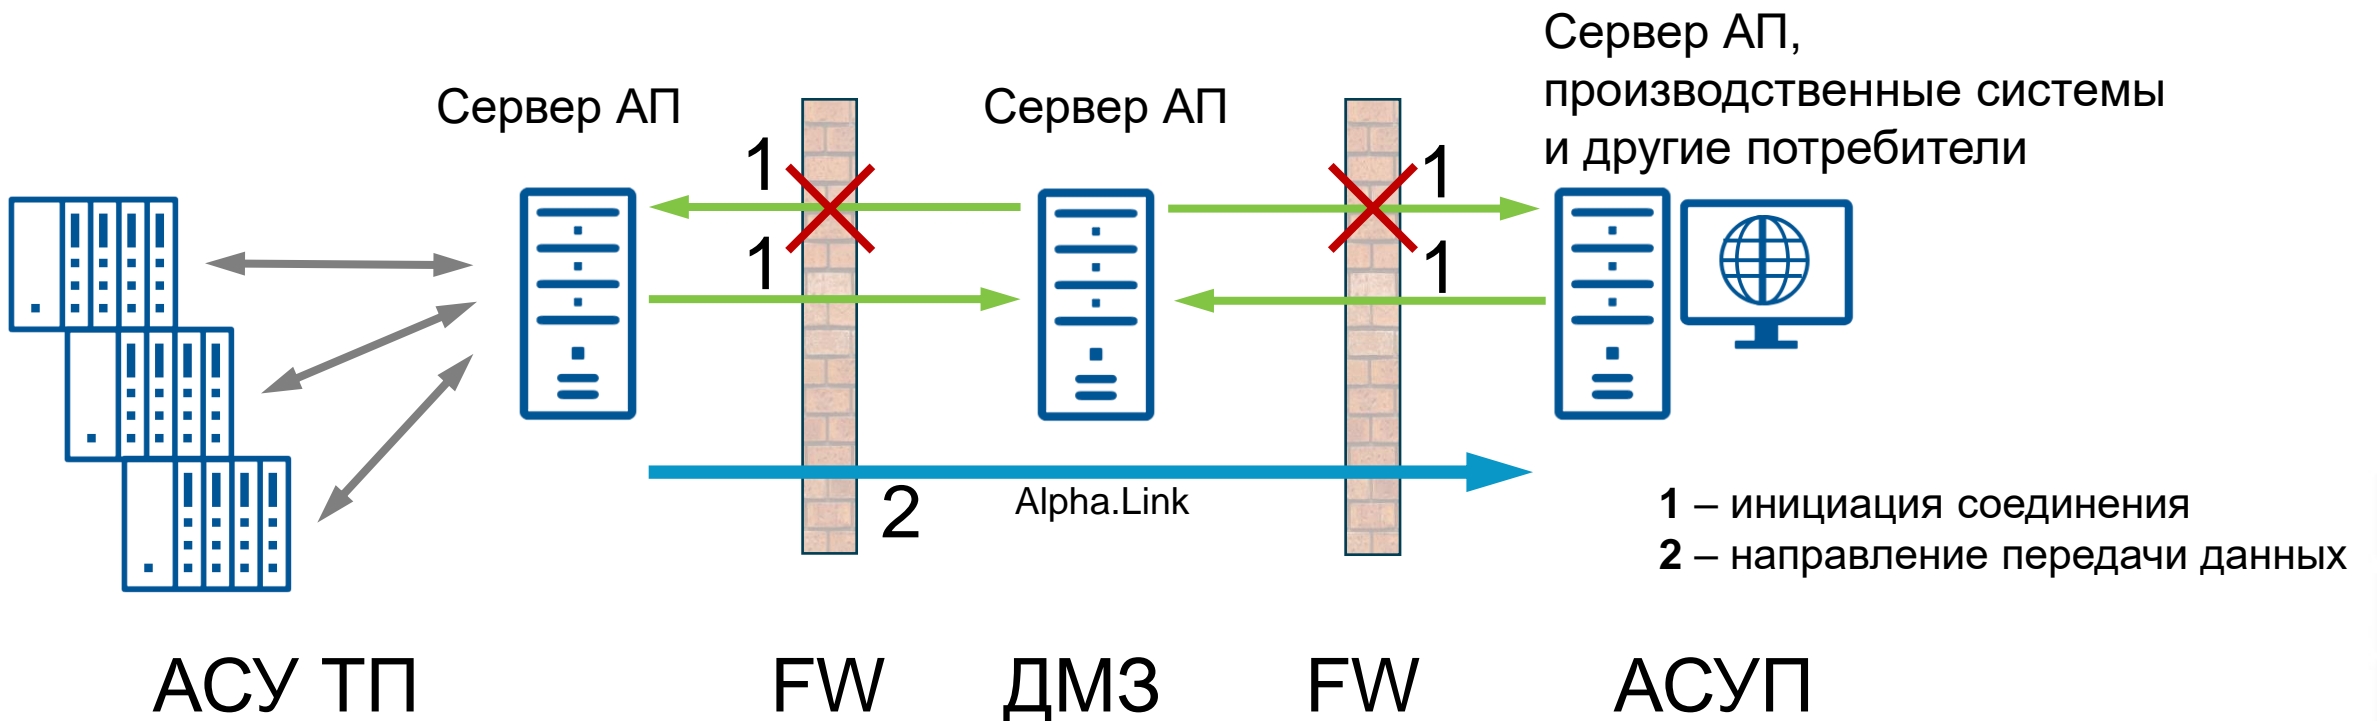 Сервер АП,
производственные системы
и другие потребители
Сервер АП
Сервер АП
1
1
1
1
2
Alpha.Link
1 – инициация соединения
2 – направление передачи данных
АСУ ТП
FW
ДМЗ
FW
АСУП